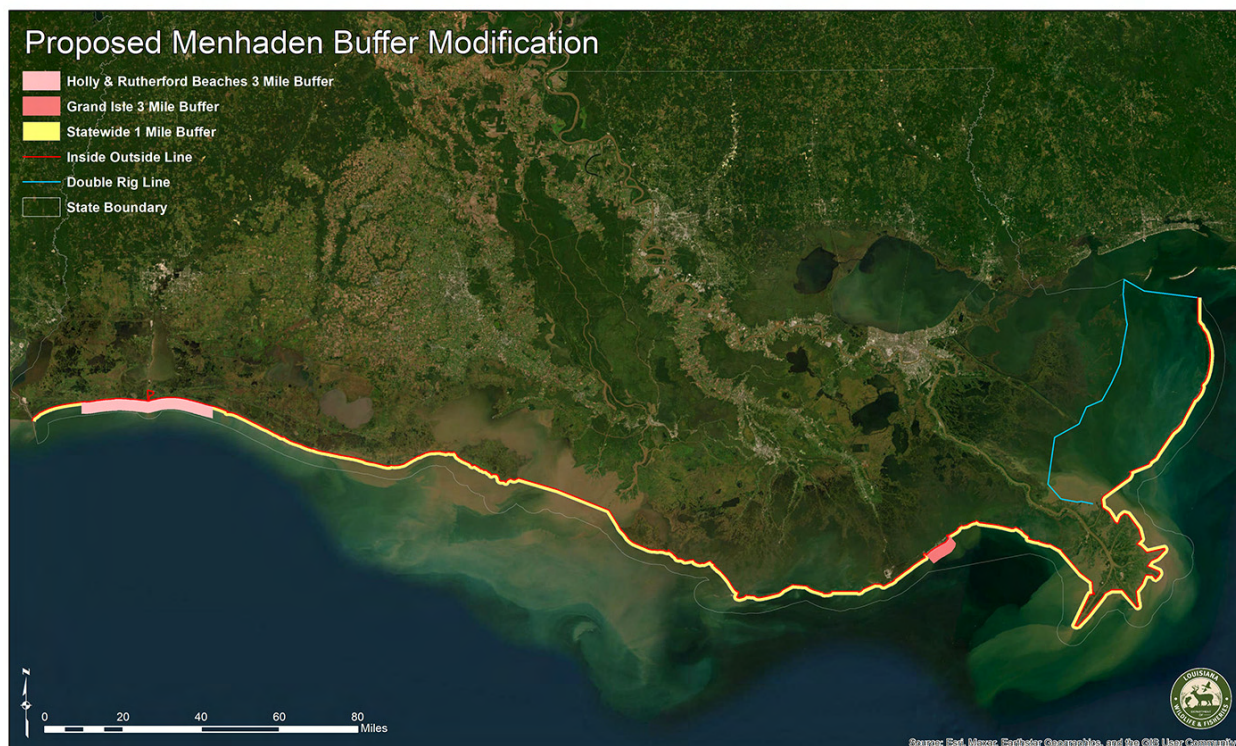 Proposed Menhaden Buffer Modification
Holly & Rutherford Beaches 3 Mile Buffer
Grand Isle 3 Mile Buffer
Statewide 1 Mile Buffer
Inside Outside Line
Double Rig Line
State Boundary
N
0 20 40 60 80
Miles
LOUISIANA
WILDLIFE & FISHERIES
Source: Esri, Maxar, Earthstar Geographics, and the GIS User Community